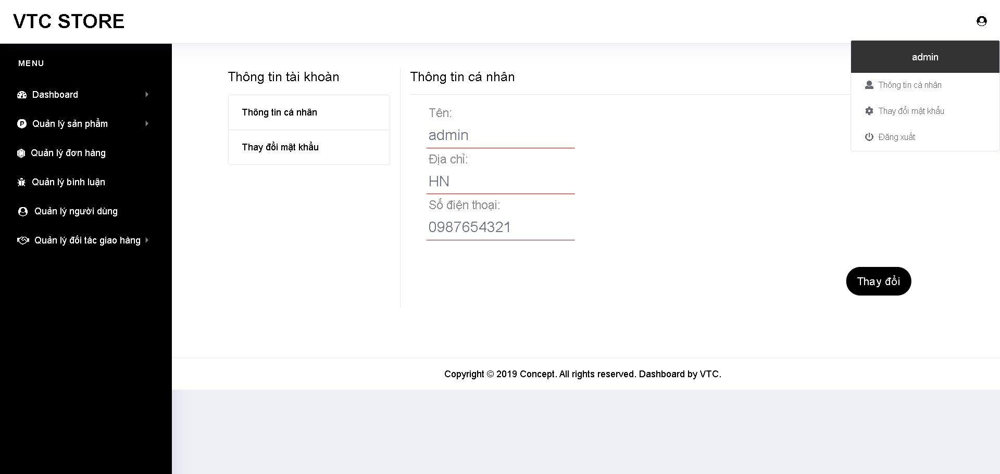 VTC STORE
admin
Thông tin cá nhân
Thay đổi mật khẩu
Đăng xuất
MENU
Dashboard
Quản lý sản phẩm
Quản lý đơn hàng
Quản lý bình luận
Quản lý người dùng
Quản lý đối tác giao hàng
Thông tin tài khoản
Thông tin cá nhân
Thay đổi mật khẩu
Thông tin cá nhân
Tên:
admin
Địa chỉ:
HN
Số điện thoại:
0987654321
Thay đổi
Copyright © 2019 Concept. All rights reserved. Dashboard by VTC.